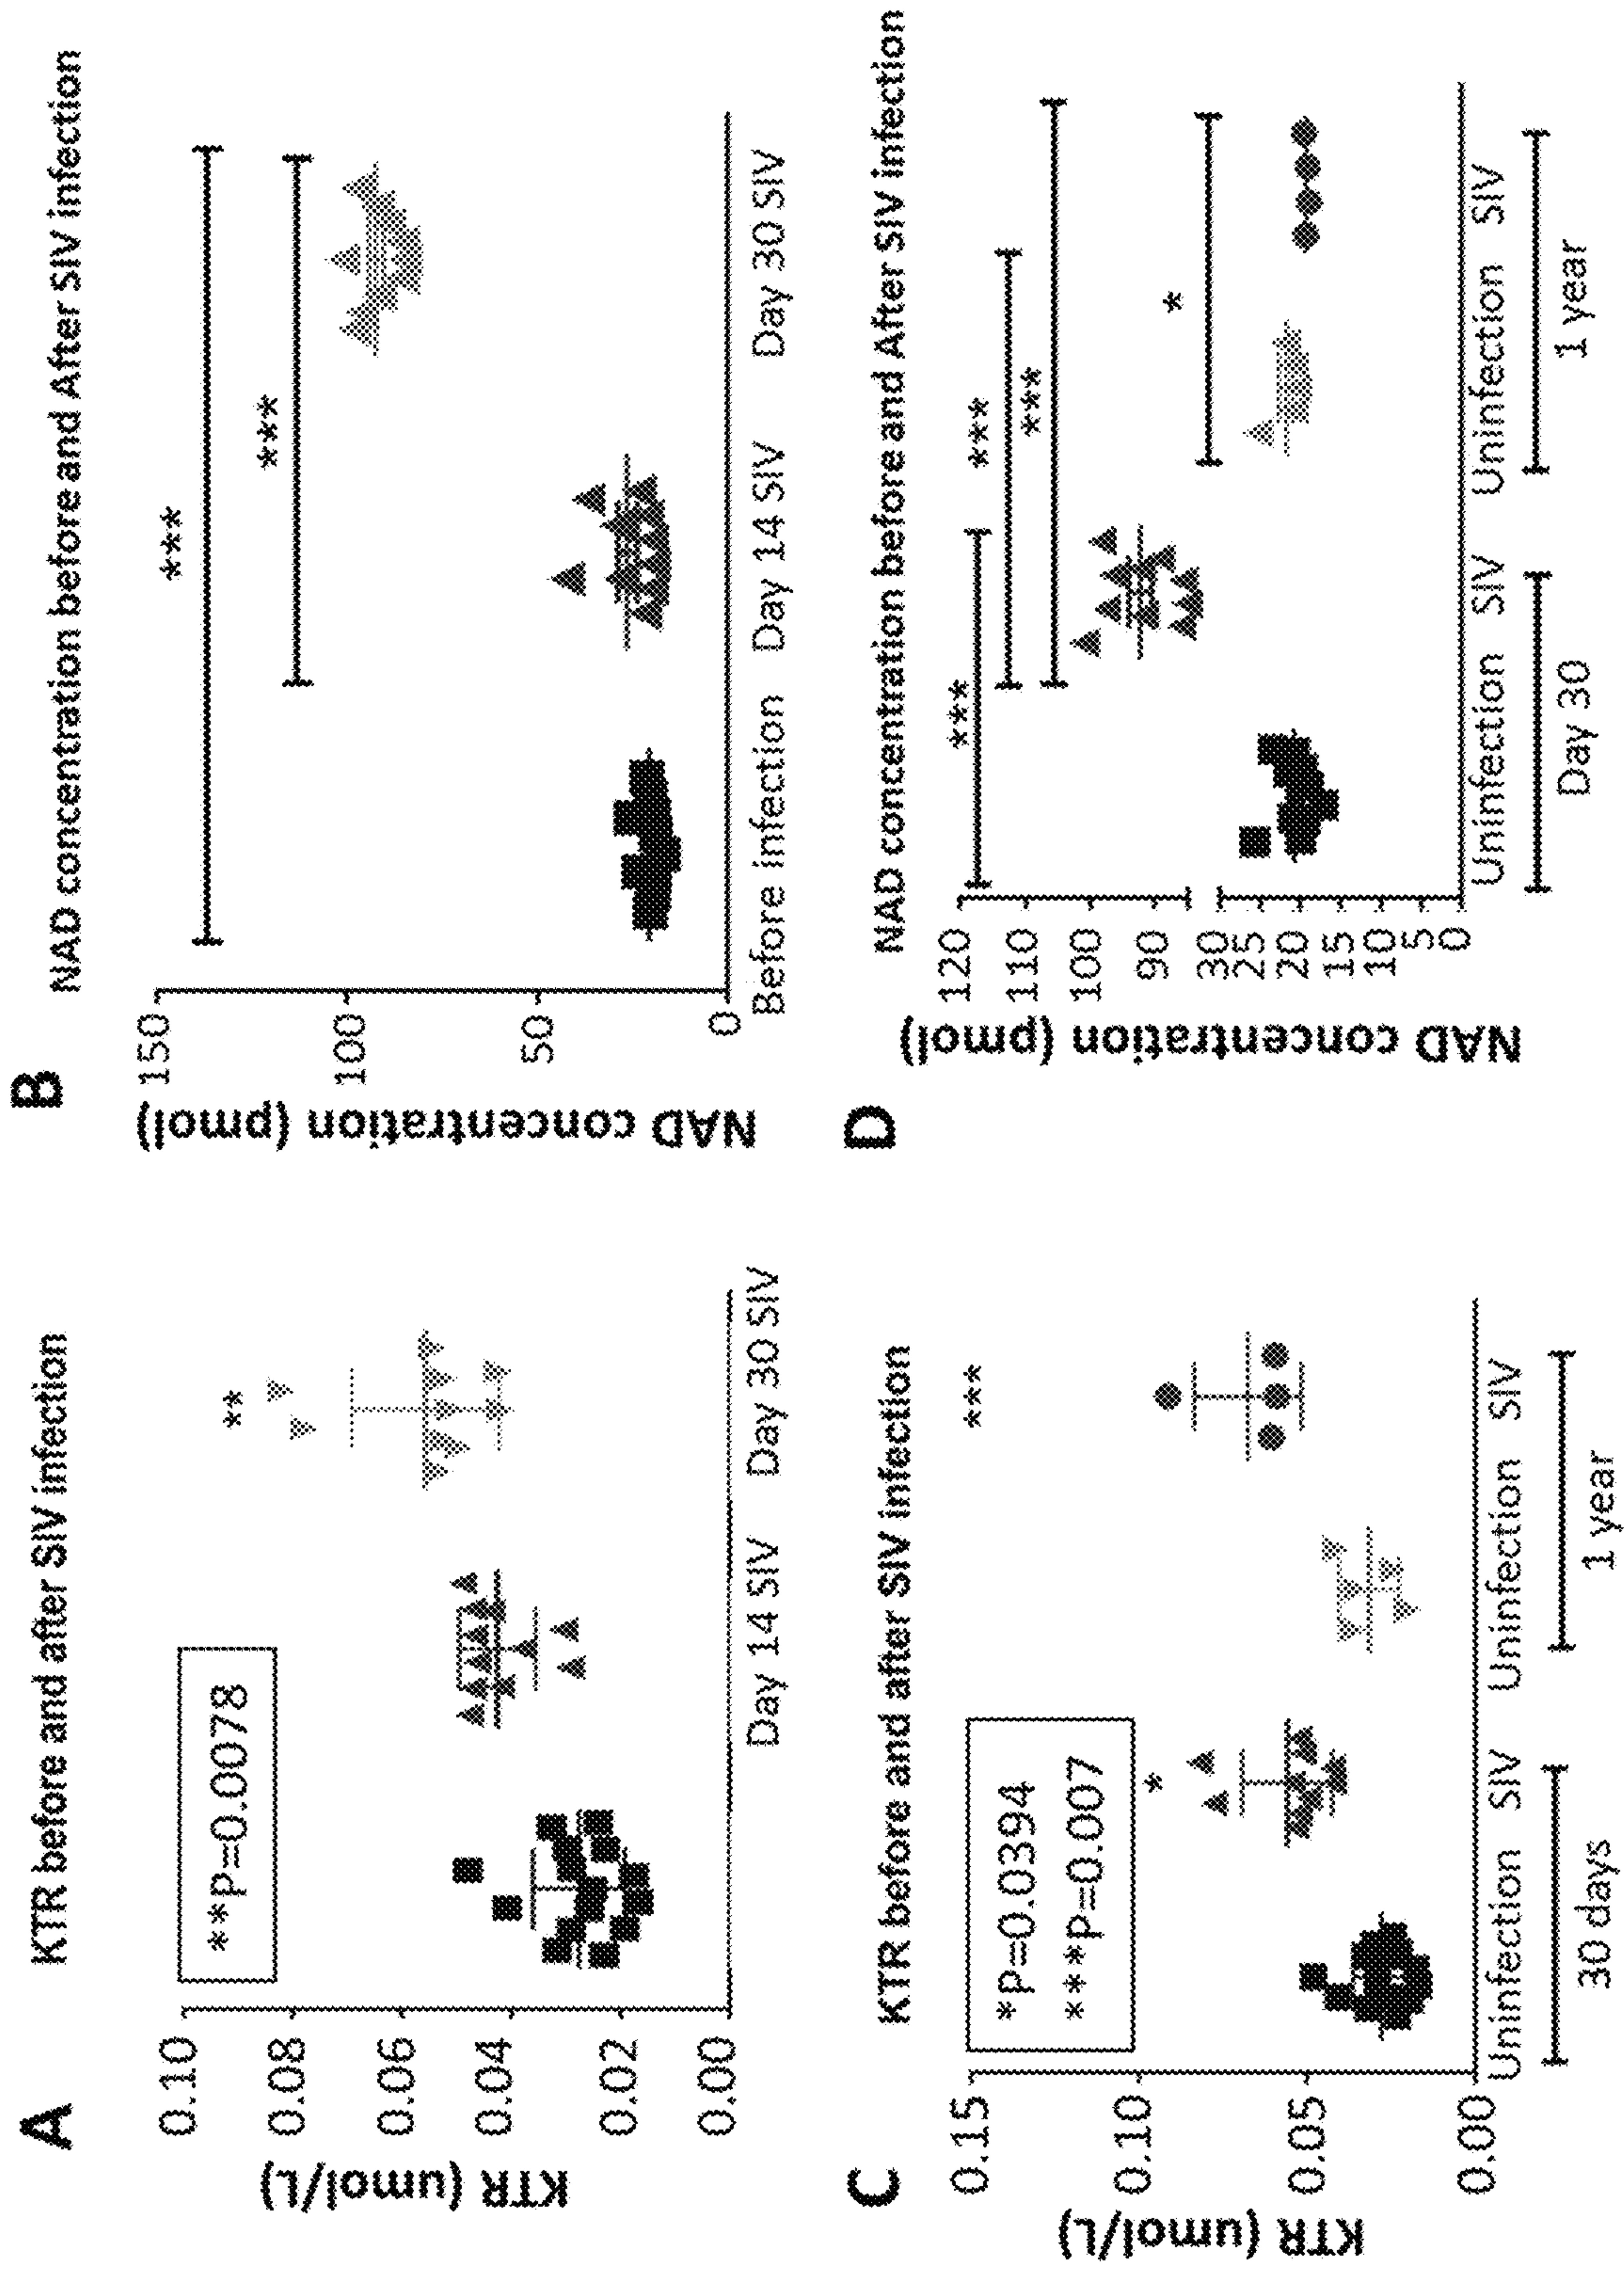 A
KTR before and after SIV infection
KTR (umol/L)
0.10
0.08
0.06
0.04
0.02
0.00
**P=0.0078
**
Day 14 SIV
Day 30 SIV
B
NAD concentration before and After SIV infection
NAD concentration (pmol)
150
100
50
0
***
***
Before infection
Day 14 SIV
Day 30 SIV
C
KTR before and after SIV infection
KTR (umol/L)
0.15
0.10
0.05
0.00
*P=0.0394
***P=0.007
*
***
Uninfection SIV Uninfection SIV
30 days 1 year
D
NAD concentration before and After SIV infection
NAD concentration (pmol)
120
110
100
90
30
25
20
15
10
5
0
***
***
***
*
Uninfection SIV Uninfection SIV
Day 30 1 year